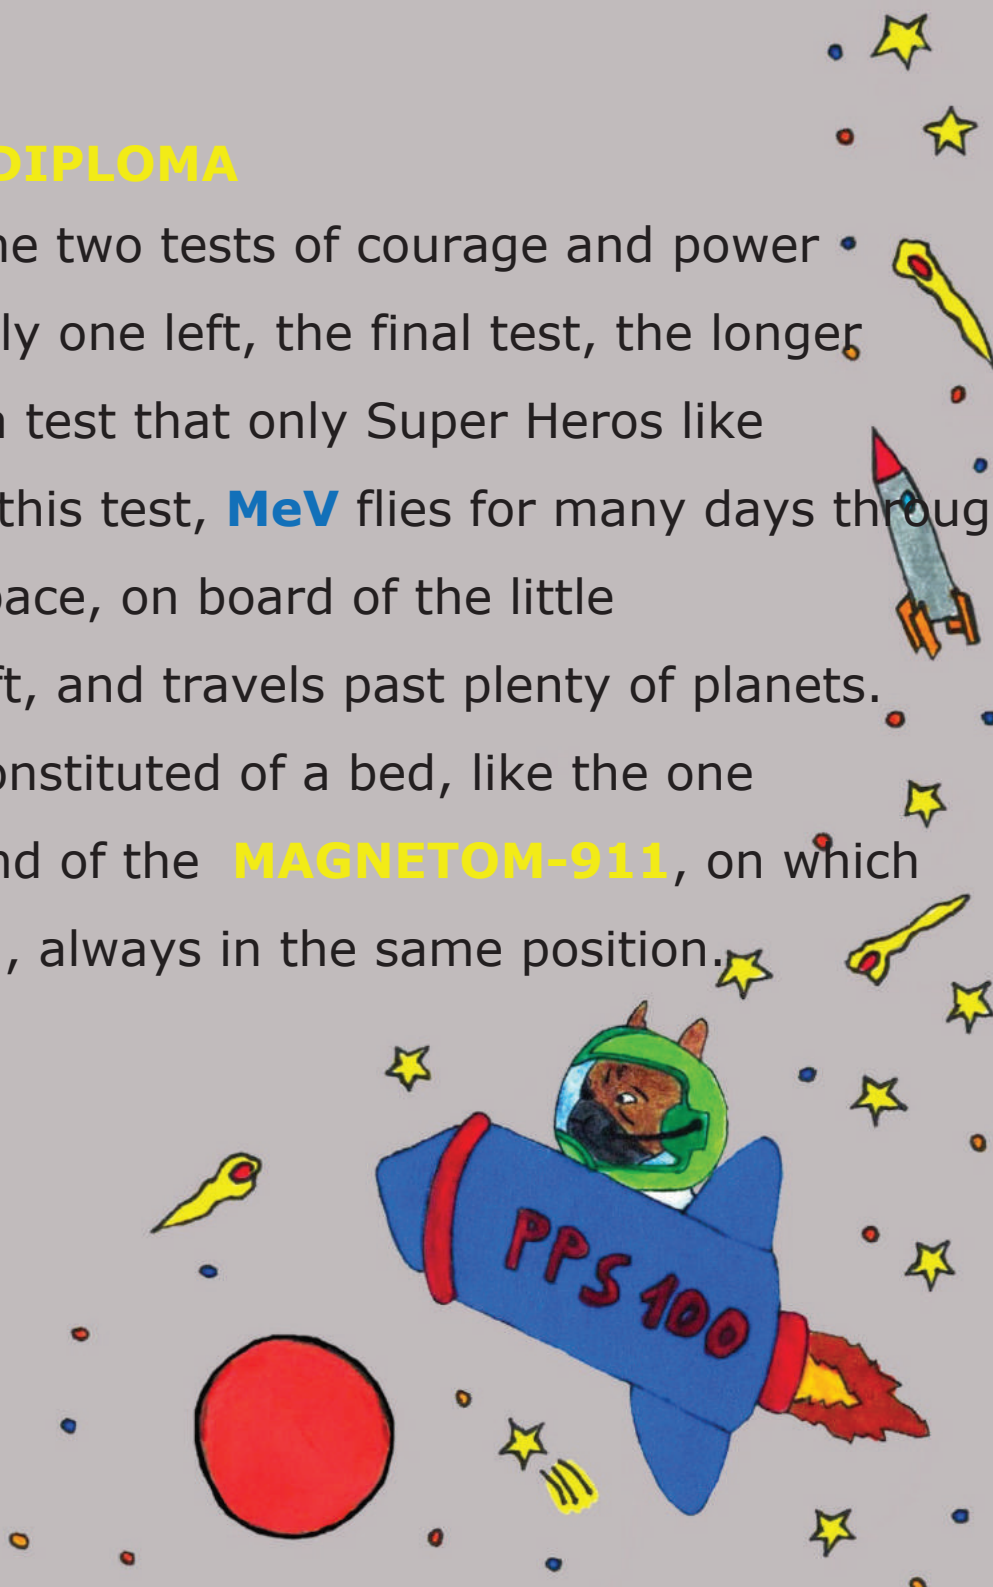 DIPLOMA
he two tests of courage and power
ly one left, the final test, the longer
test that only Super Heros like
this test, MeV flies for many days throug
pace, on board of the little
ft, and travels past plenty of planets.
onstituted of a bed, like the one
nd of the MAGNETOM-911, on which
, always in the same position.
PPS 100